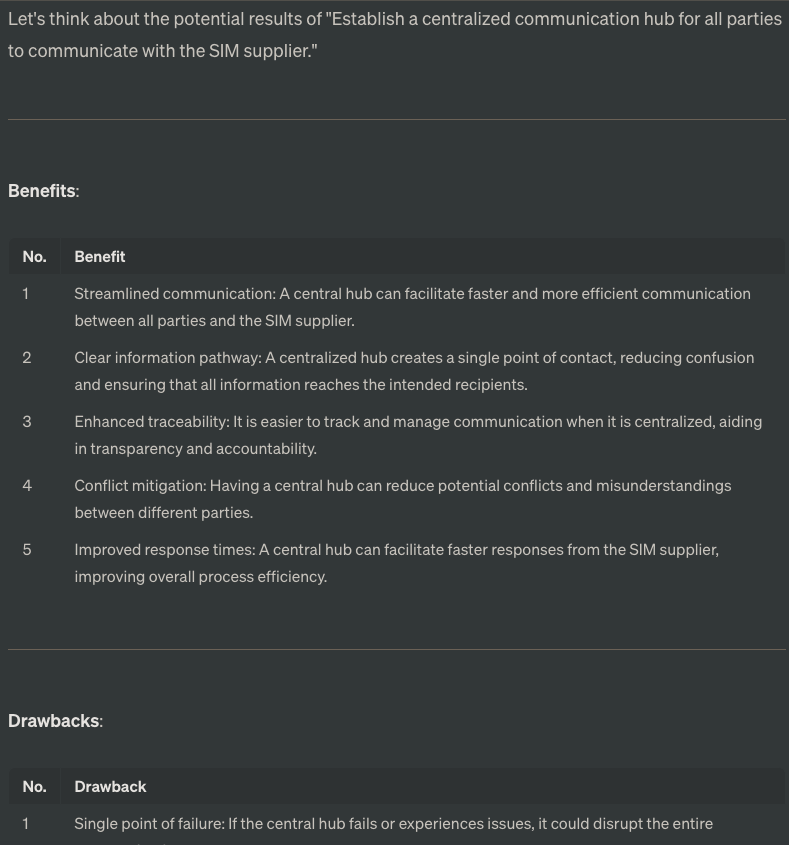 Let's think about the potential results of "Establish a centralized communication hub for all parties
to communicate with the SIM supplier."
Benefits:
No. Benefit
1 Streamlined communication: A central hub can facilitate faster and more efficient communication
between all parties and the SIM supplier.
2 Clear information pathway: A centralized hub creates a single point of contact, reducing confusion
and ensuring that all information reaches the intended recipients.
3 Enhanced traceability: It is easier to track and manage communication when it is centralized, aiding
in transparency and accountability.
4 Conflict mitigation: Having a central hub can reduce potential conflicts and misunderstandings
between different parties.
5 Improved response times: A central hub can facilitate faster responses from the SIM supplier,
improving overall process efficiency.
Drawbacks:
No. Drawback
1 Single point of failure: If the central hub fails or experiences issues, it could disrupt the entire